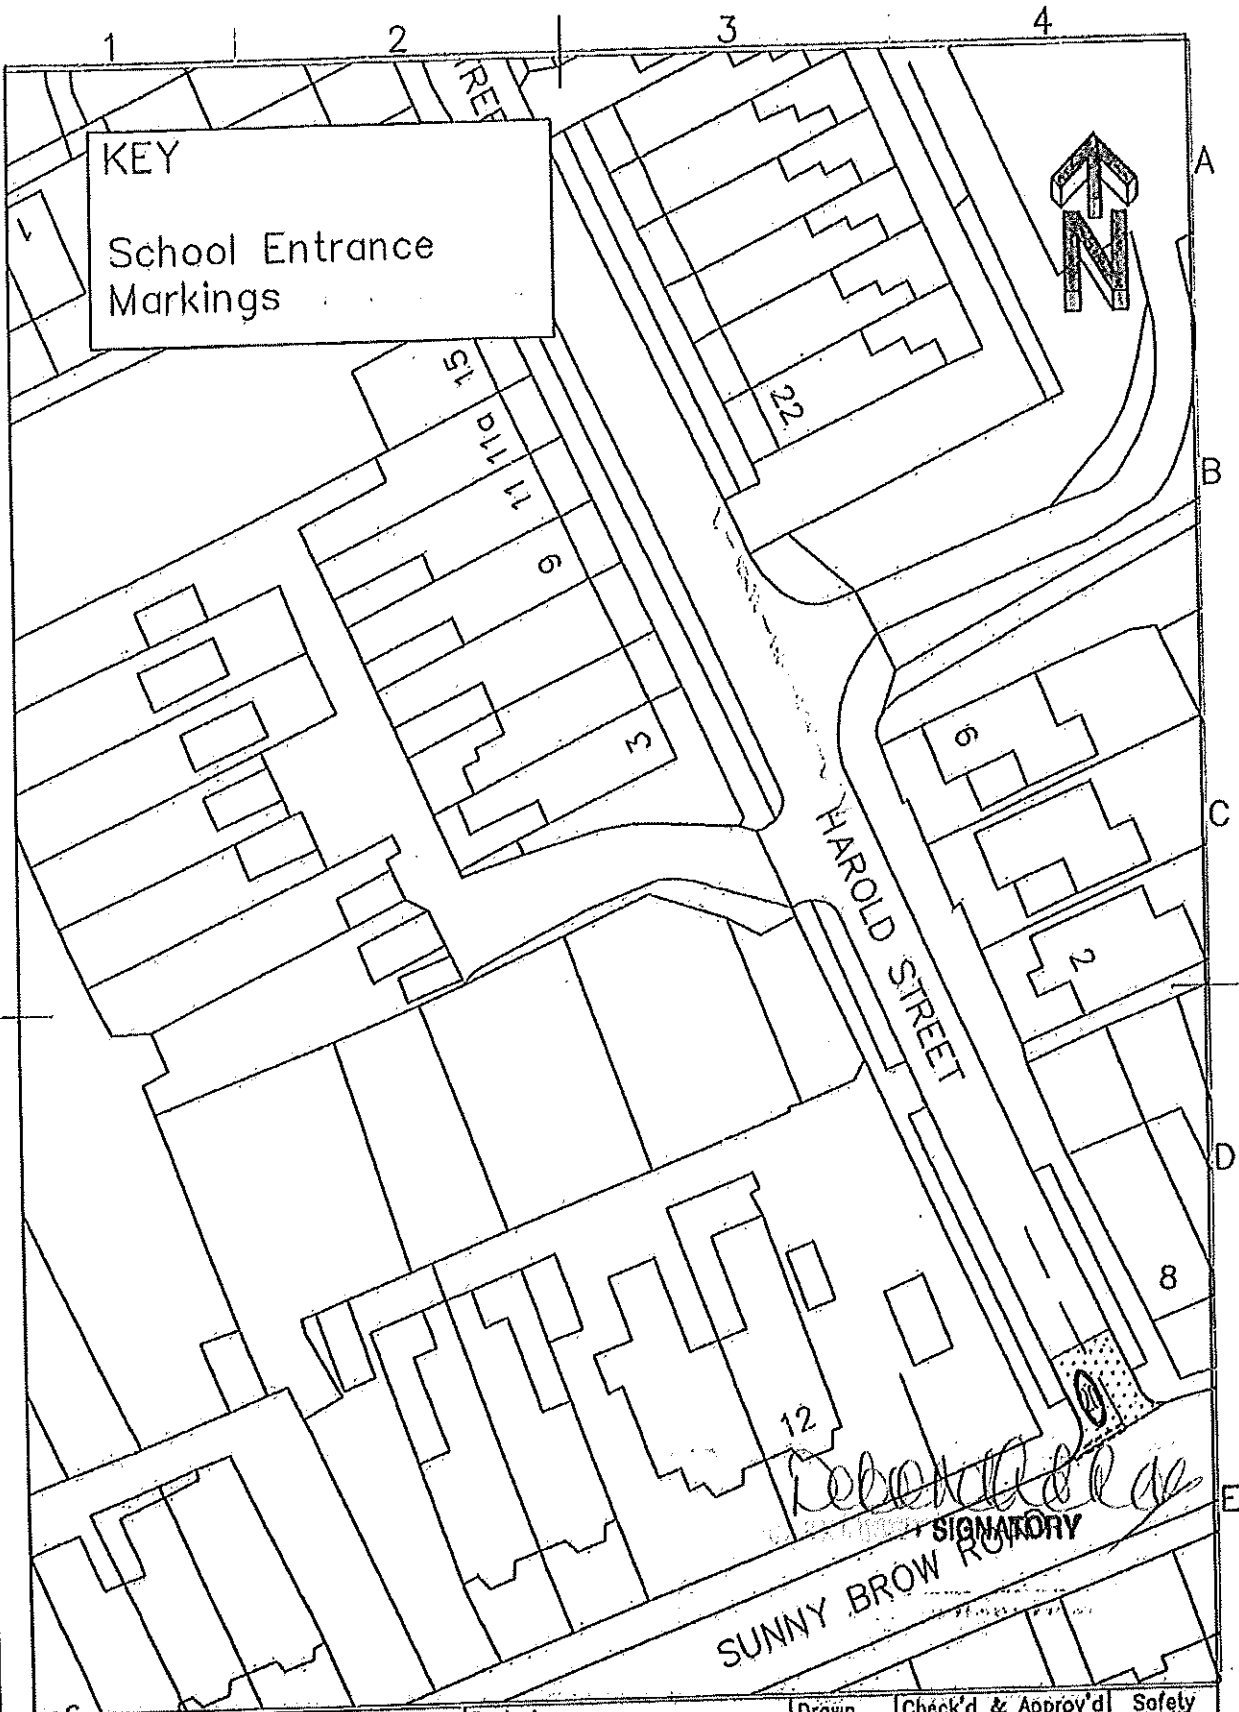 1 2 3 4
A
KEY
School Entrance
Markings
N
1
15
11a
22
B
11
9
3
6
C
HAROLD STREET
2
D
8
12
E
SIGNATORY
SUNNY BROW ROAD
Drawn Check'd & Approv'd Safety